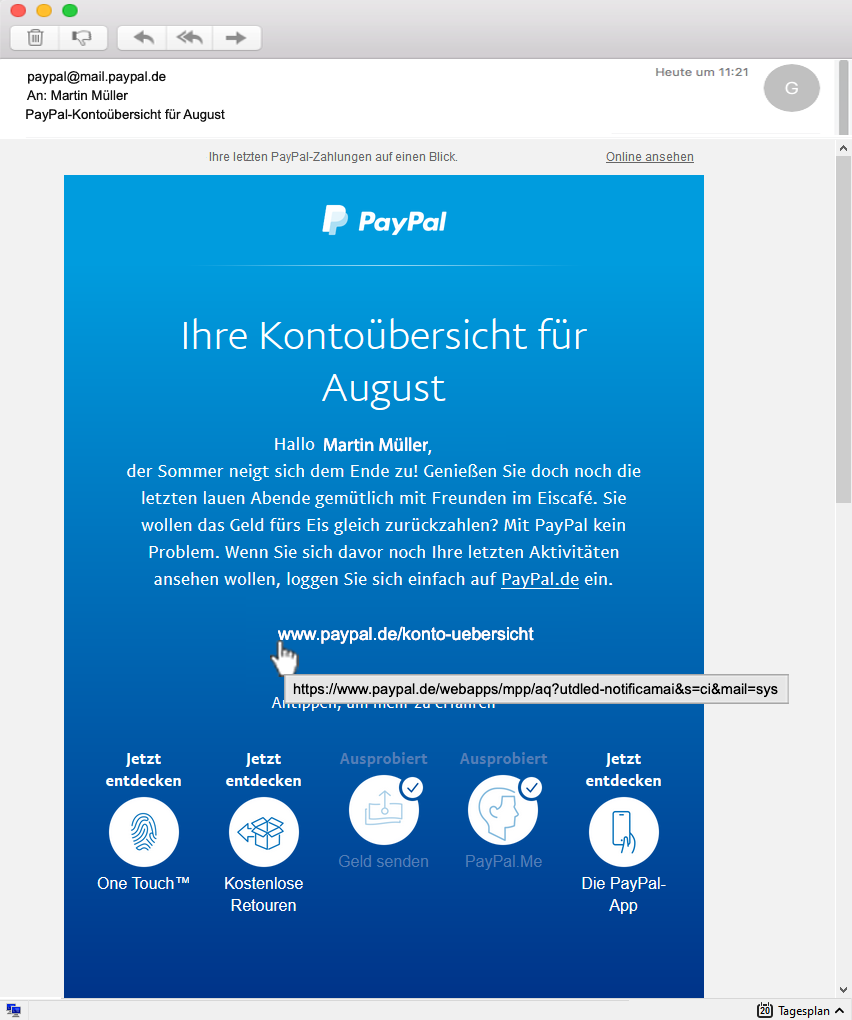 paypal@mail.paypal.de
Heute um 11:21
G
An: Martin Müller
PayPal-Kontoübersicht für August
Ihre letzten PayPal-Zahlungen auf einen Blick.
Online ansehen
PayPal
Ihre Kontoübersicht für
August
Hallo Martin Müller,
der Sommer neigt sich dem Ende zu! Genießen Sie doch noch die
letzten lauen Abende gemütlich mit Freunden im Eiscafé. Sie
wollen das Geld fürs Eis gleich zurückzahlen? Mit PayPal kein
Problem. Wenn Sie sich davor noch Ihre letzten Aktivitäten
ansehen wollen, loggen Sie sich einfach auf PayPal.de ein.
www.paypal.de/konto-uebersicht
https://www.paypal.de/webapps/mpp/aq?utdled-notificamai&s=ci&mail=sys
Antippen, um mehr zu erfahren
Jetzt
entdecken
One Touch™
Jetzt
entdecken
Kostenlose
Retouren
Ausprobiert
Geld senden
Ausprobiert
PayPal.Me
Jetzt
entdecken
Die PayPal-
App
20
Tagesplan